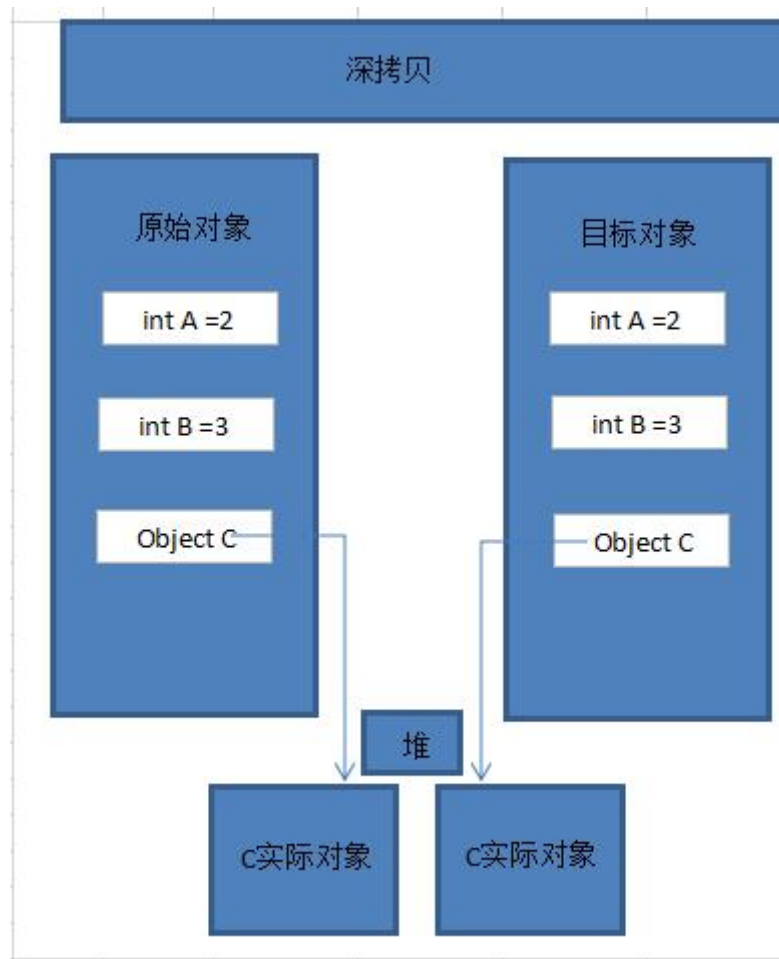 深拷贝
原始对象
int A =2
int B =3
Object C
目标对象
int A =2
int B =3
Object C
堆
C实际对象
C实际对象